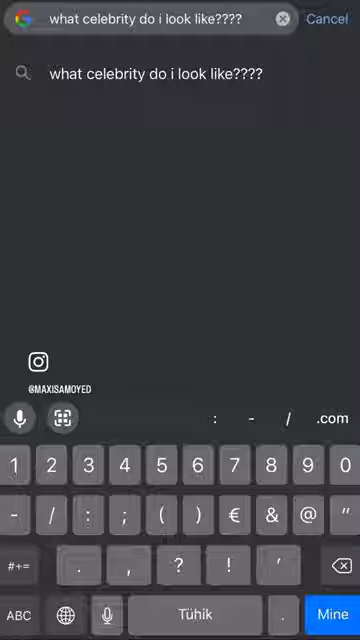 what celebrity do i look like???? Cancel
what celebrity do i look like????
@MAXISAMOYED
: - / .com
1 2 3 4 5 6 7 8 9 0
- / : ; ( ) € & @ "
#+= . , ? ! '
ABC Tühik . Mine